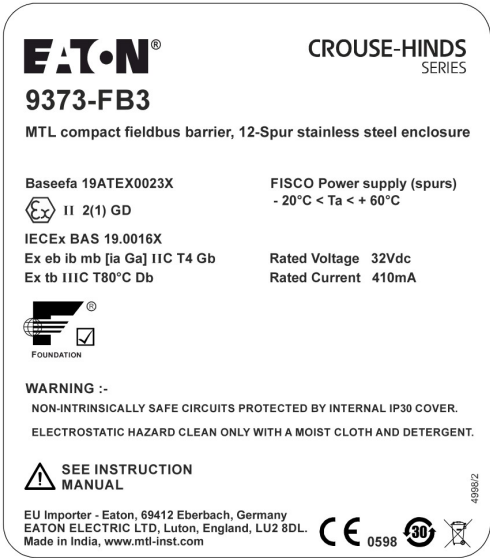 EATON®
CROUSE-HINDS
SERIES
9373-FB3
MTL compact fieldbus barrier, 12-Spur stainless steel enclosure
Baseefa 19ATEX0023X
FISCO Power supply (spurs)
- 20°C < Ta < + 60°C
Ex II 2(1) GD
IECEx BAS 19.0016X
Ex eb ib mb [ia Ga] IIC T4 Gb
Rated Voltage 32Vdc
Ex tb IIIC T80°C Db
Rated Current 410mA
®
FOUNDATION
WARNING :-
NON-INTRINSICALLY SAFE CIRCUITS PROTECTED BY INTERNAL IP30 COVER.
ELECTROSTATIC HAZARD CLEAN ONLY WITH A MOIST CLOTH AND DETERGENT.
SEE INSTRUCTION
MANUAL
4998/2
EU Importer - Eaton, 69412 Eberbach, Germany
EATON ELECTRIC LTD, Luton, England, LU2 8DL.
Made in India, www.mtl-inst.com
CE 0598
30